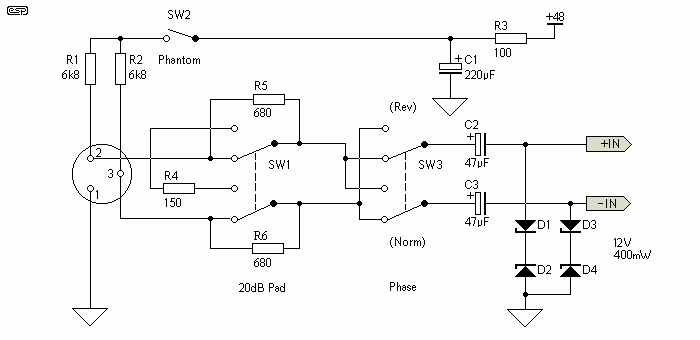 esp
SW2
+48
R1
6k8
R2
6k8
Phantom
R3
100
+
C1
220µF
R5
680
(Rev)
C2
+
47µF
+IN
2
3
1
SW1
SW3
R4
150
C3
+
47µF
-IN
D1
D3
R6
680
(Norm)
12V
400mW
D2
D4
20dB Pad
Phase